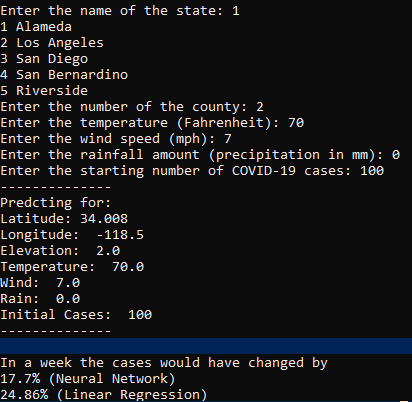 Enter the name of the state: 1
1 Alameda
2 Los Angeles
3 San Diego
4 San Bernardino
5 Riverside
Enter the number of the county: 2
Enter the temperature (Fahrenheit): 70
Enter the wind speed (mph): 7
Enter the rainfall amount (precipitation in mm): 0
Enter the starting number of COVID-19 cases: 100
--------------
Predcting for:
Latitude: 34.008
Longitude:  -118.5
Elevation:  2.0
Temperature:  70.0
Wind:  7.0
Rain:  0.0
Initial Cases:  100
--------------
In a week the cases would have changed by
17.7% (Neural Network)
24.86% (Linear Regression)